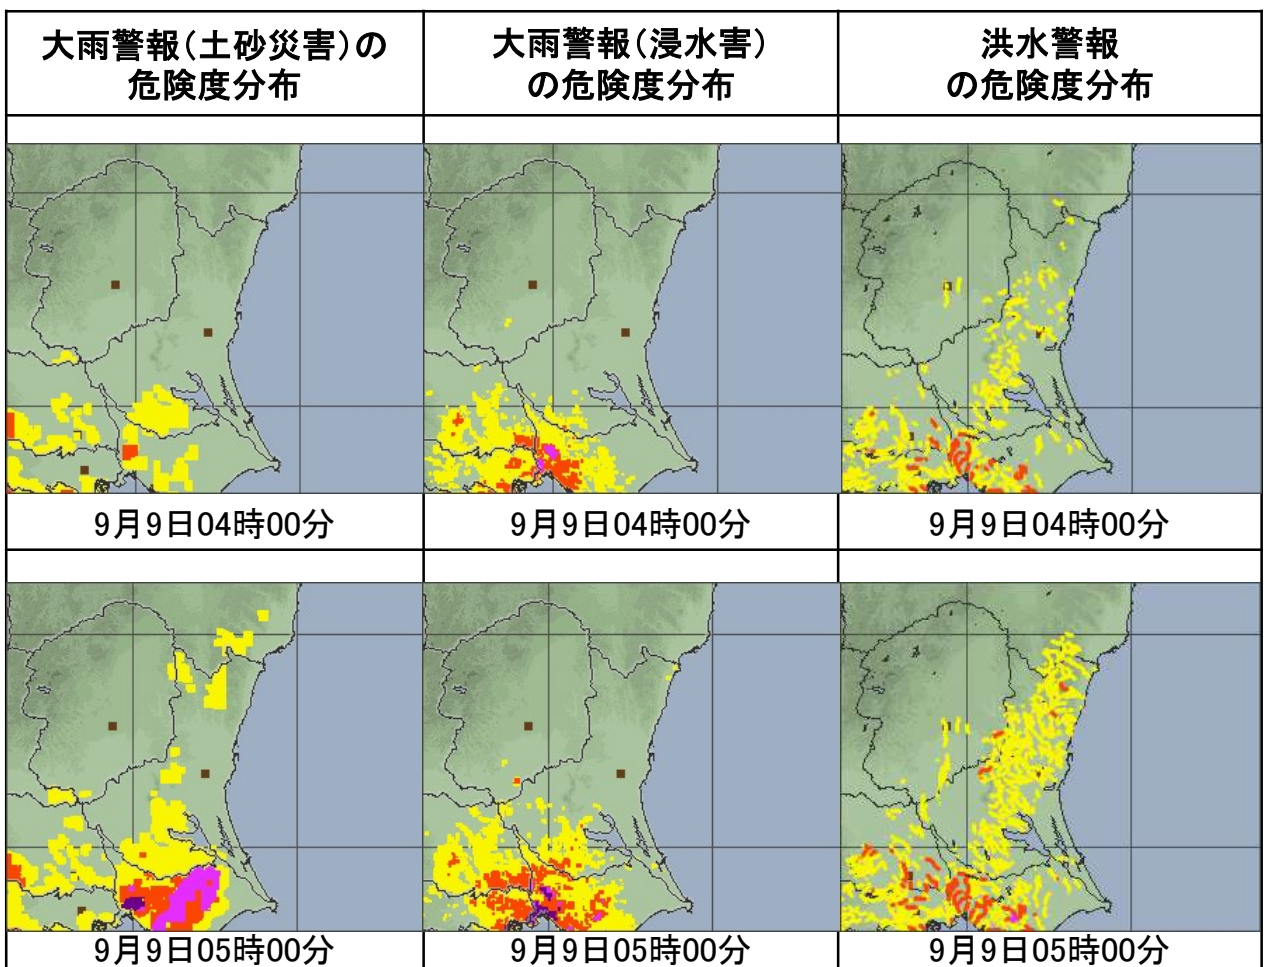 大雨警報(土砂災害)の
危険度分布
大雨警報(浸水害)
の危険度分布
洪水警報
の危険度分布
9月9日04時00分
9月9日04時00分
9月9日04時00分
9月9日05時00分
9月9日05時00分
9月9日05時00分